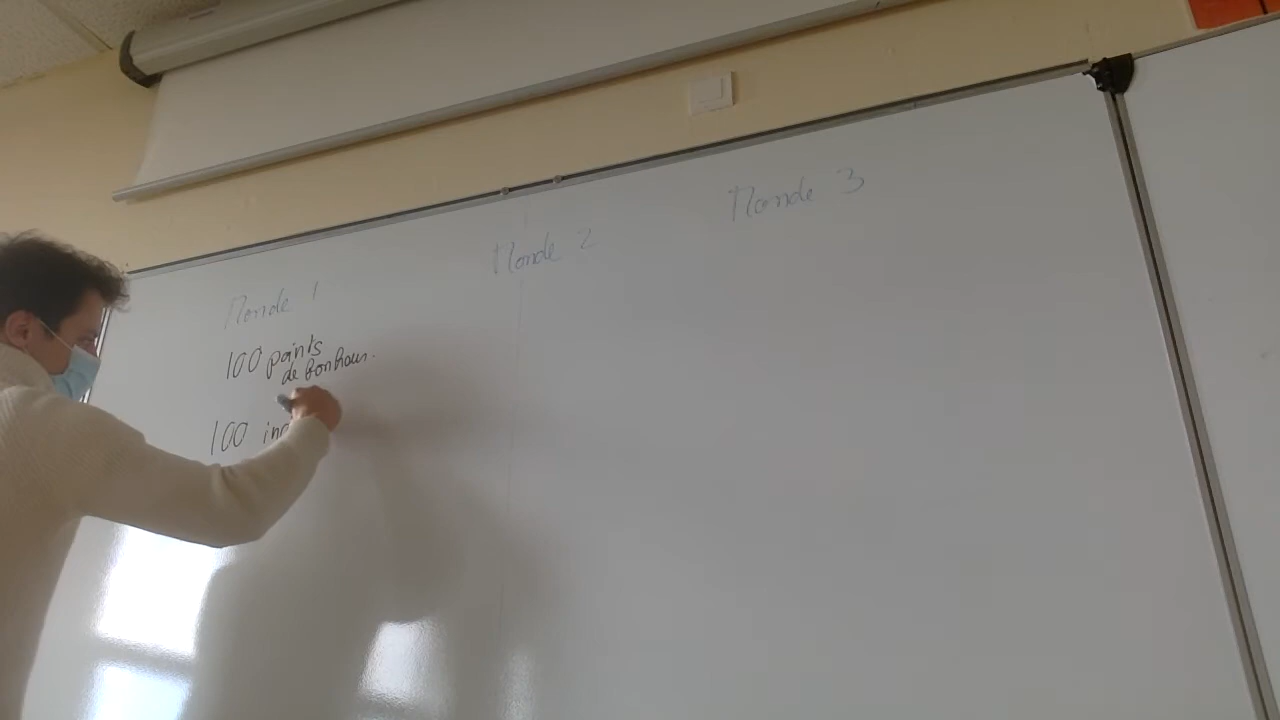 Monde 1
Monde 2
Monde 3
100 points
de bonheur.
100